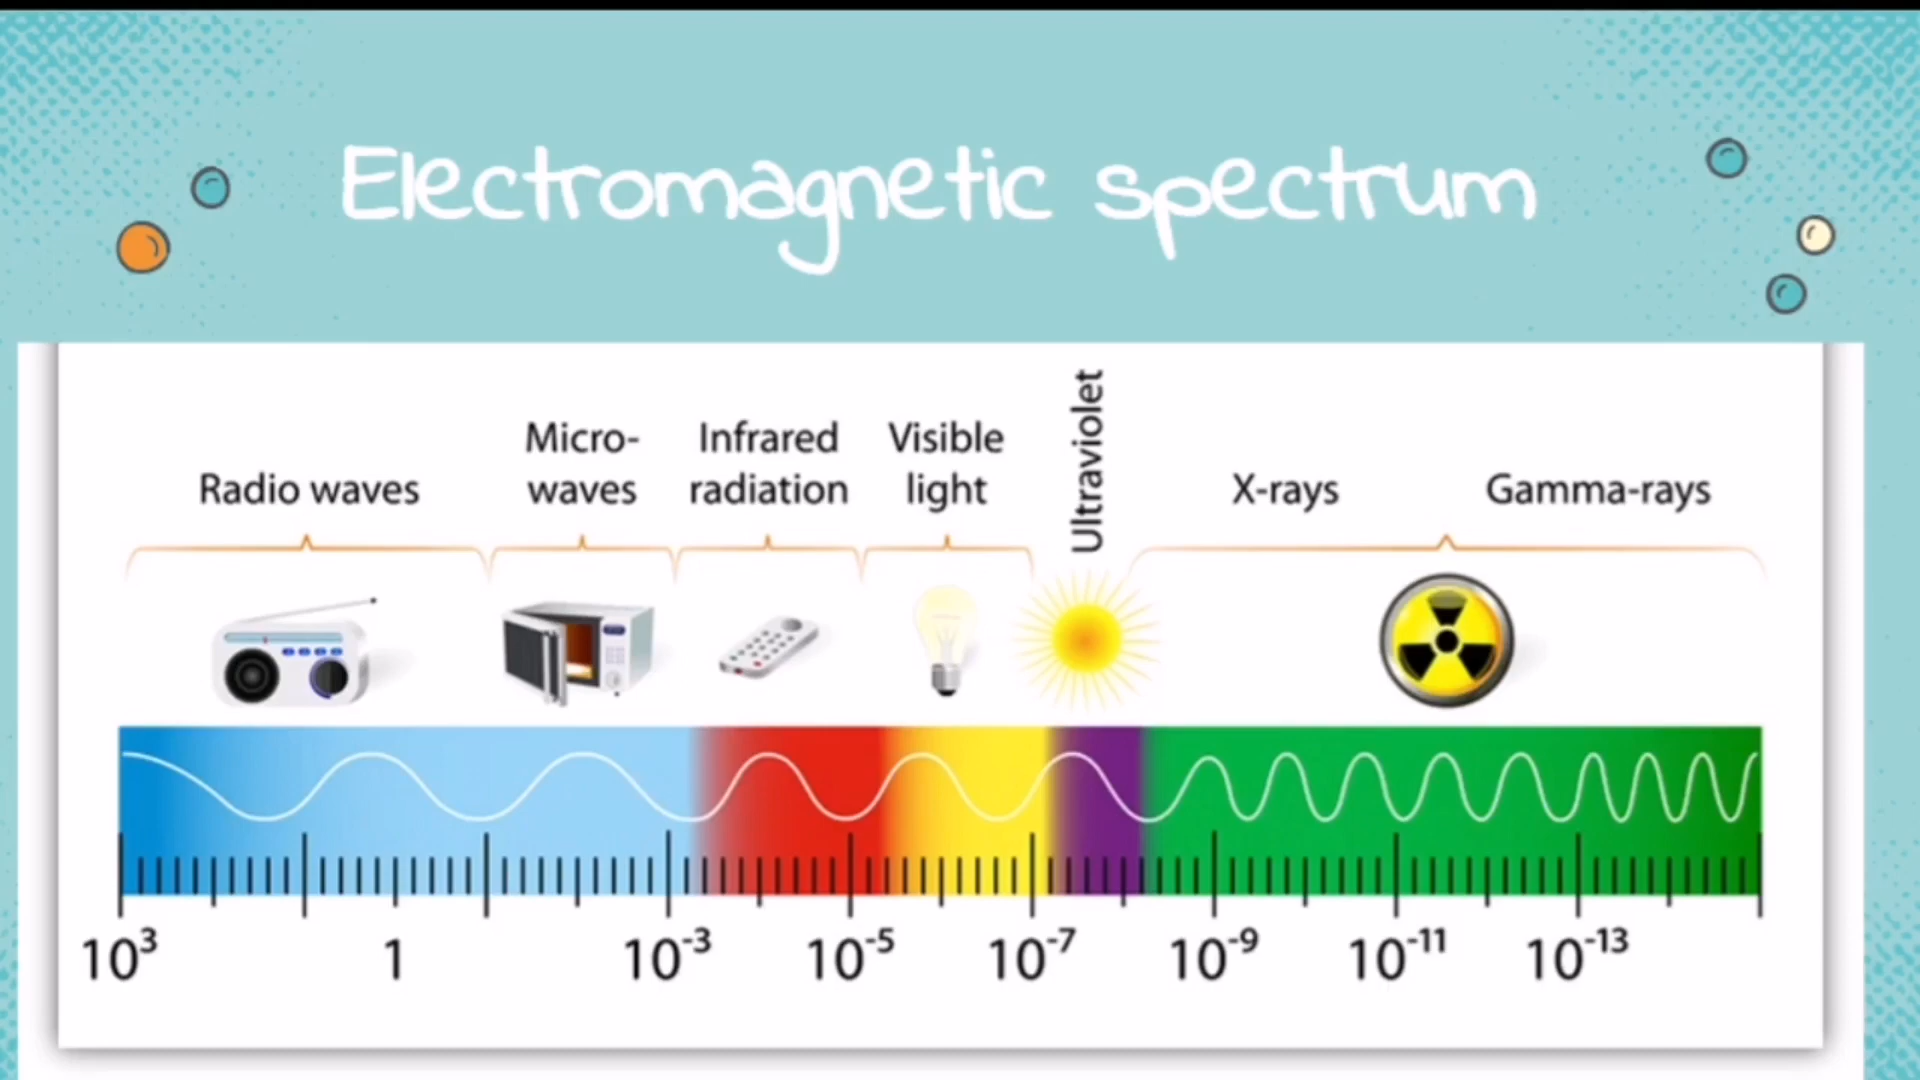 Electromagnetic spectrum
Radio waves
Micro-
waves
Infrared
radiation
Visible
light
Ultraviolet
X-rays
Gamma-rays
10³
1
10⁻³
10⁻⁵
10⁻⁷
10⁻⁹
10⁻¹¹
10⁻¹³